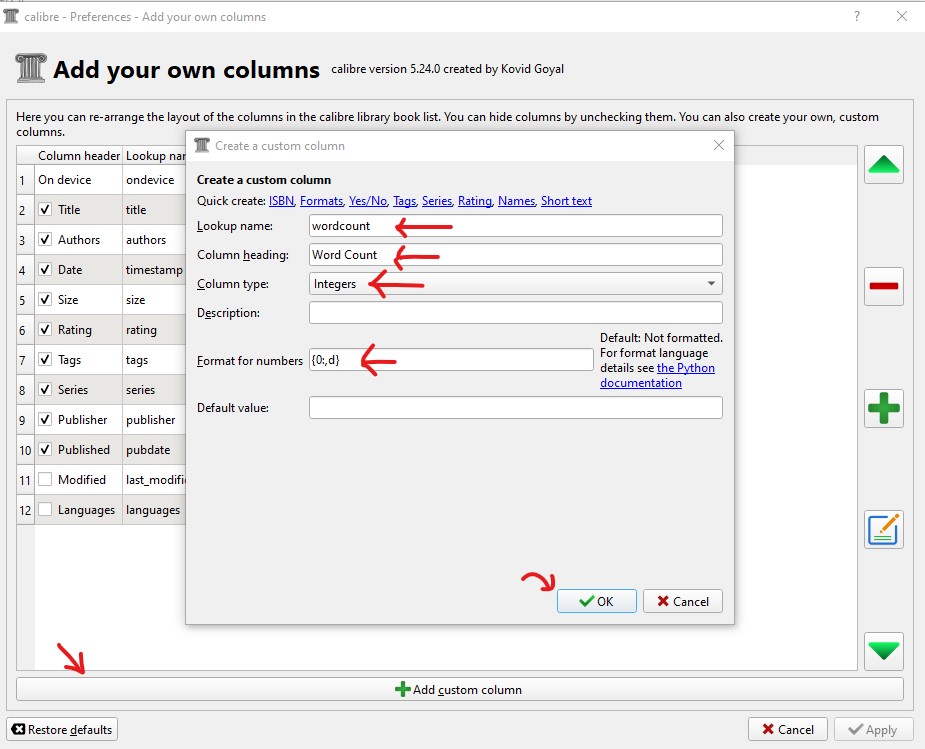 calibre - Preferences - Add your own columns
?
Add your own columns
calibre version 5.24.0 created by Kovid Goyal
Here you can re-arrange the layout of the columns in the calibre library book list. You can hide columns by unchecking them. You can also create your own, custom
columns.
Column header Lookup nar
1 On device ondevice
2 Title title
3 Authors authors
4 Date timestamp
5 Size size
6 Rating rating
7 Tags tags
8 Series series
9 Publisher publisher
10 Published pubdate
11 Modified last_modifi
12 Languages languages
Create a custom column
Create a custom column
Quick create: ISBN, Formats, Yes/No, Tags, Series, Rating, Names, Short text
Lookup name: wordcount
Column heading: Word Count
Column type: Integers
Description:
Format for numbers {0:,d}
Default: Not formatted.
For format language
details see the Python
documentation
Default value:
OK Cancel
Add custom column
Restore defaults Cancel Apply